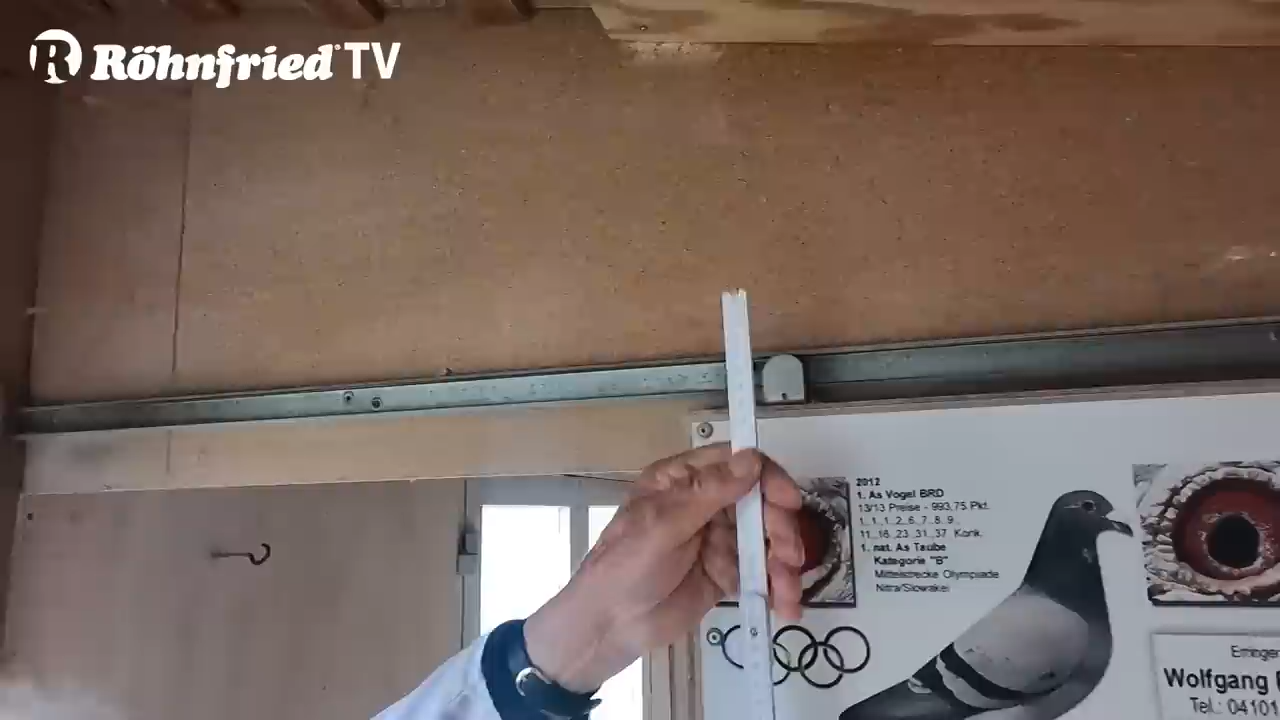 Röhnfried TV
2012
1. As Vogel BRD
13/13 Preise - 993,75 Pkt.
1., 1., 1., 2., 6., 7., 8., 9.,
11., 16., 23., 31., 37. Konk.
1. nat. As Taube
Kategorie "B"
Mittelstrecke Olympiade
Nitra/Slowakei
Wolfgang
Tel.: 04101